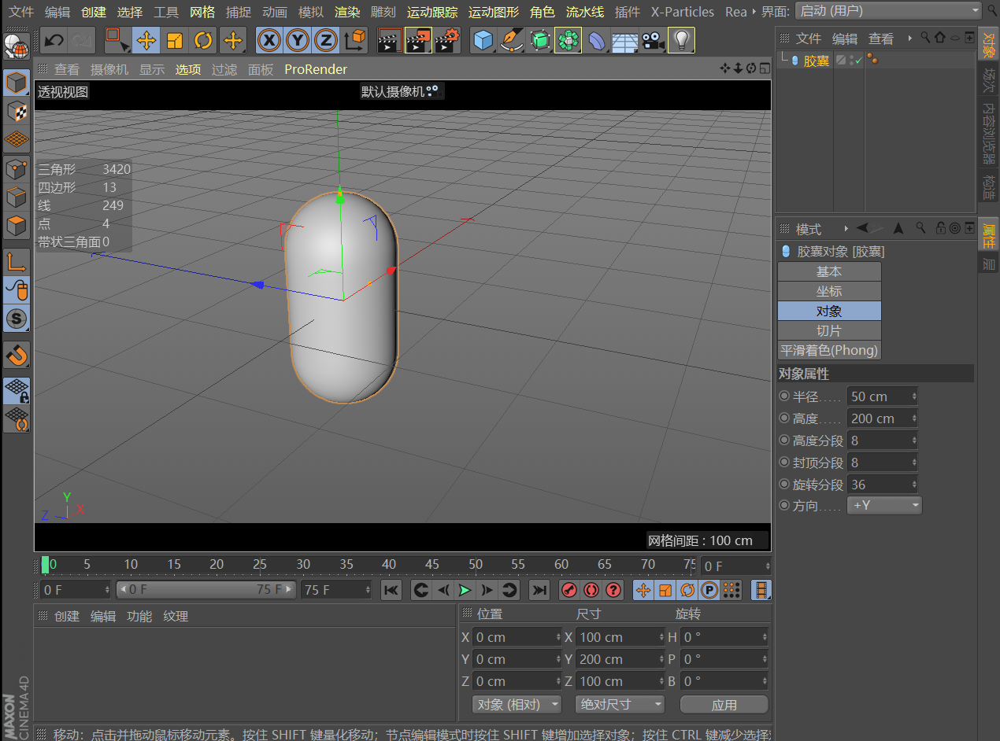 文件 编辑 创建 选择 工具 网格 捕捉 动画 模拟 渲染 雕刻 运动跟踪 运动图形 角色 流水线 插件 X-Particles Rea 界面: 启动 (用户)
X Y Z
文件 编辑 查看
查看 摄像机 显示 选项 过滤 面板 ProRender
胶囊
透视视图
默认摄像机
三角形 3420
四边形 13
线 249
点 4
带状三角面 0
Y
X
Z
网格间距 : 100 cm
对象
场次
内容浏览器
构造
模式
属性
层
胶囊对象 [胶囊]
基本
坐标
对象
切片
平滑着色(Phong)
对象属性
半径..... 50 cm
高度..... 200 cm
高度分段 8
封顶分段 8
旋转分段 36
方向..... +Y
S
0 5 10 15 20 25 30 35 40 45 50 55 60 65 70 75 0 F
0 F 0 F 75 F 75 F
P
创建 编辑 功能 纹理
位置 尺寸 旋转
X 0 cm X 100 cm H 0 °
Y 0 cm Y 200 cm P 0 °
Z 0 cm Z 100 cm B 0 °
对象 (相对) 绝对尺寸 应用
MAXON
CINEMA 4D
移动：点击并拖动鼠标移动元素。按住 SHIFT 键量化移动；节点编辑模式时按住 SHIFT 键增加选择对象；按住 CTRL 键减少选择